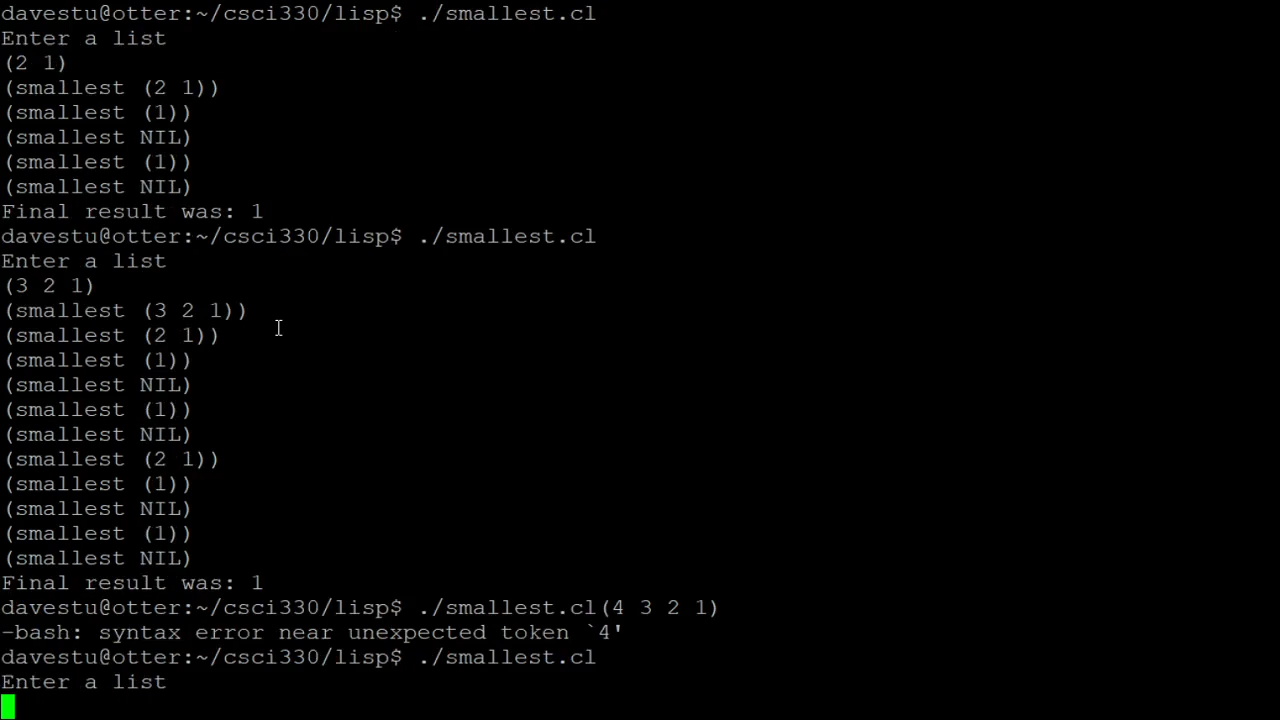 davestu@otter:~/csci330/lisp$ ./smallest.cl
Enter a list
(2 1)
(smallest (2 1))
(smallest (1))
(smallest NIL)
(smallest (1))
(smallest NIL)
Final result was: 1
davestu@otter:~/csci330/lisp$ ./smallest.cl
Enter a list
(3 2 1)
(smallest (3 2 1))
(smallest (2 1))
(smallest (1))
(smallest NIL)
(smallest (1))
(smallest NIL)
(smallest (2 1))
(smallest (1))
(smallest NIL)
(smallest (1))
(smallest NIL)
Final result was: 1
davestu@otter:~/csci330/lisp$ ./smallest.cl(4 3 2 1)
-bash: syntax error near unexpected token `4'
davestu@otter:~/csci330/lisp$ ./smallest.cl
Enter a list